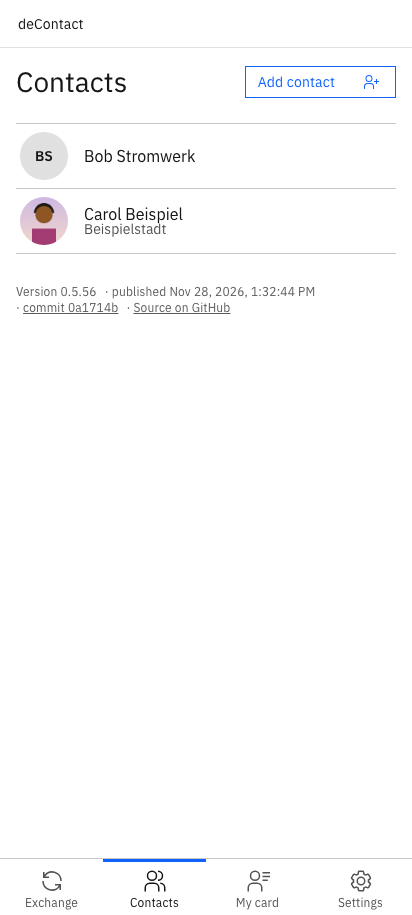 deContact
Contacts
Add contact
BS
Bob Stromwerk
Carol Beispiel
Beispielstadt
Version 0.5.56 · published Nov 28, 2026, 1:32:44 PM
· commit 0a1714b · Source on GitHub
Exchange
Contacts
My card
Settings